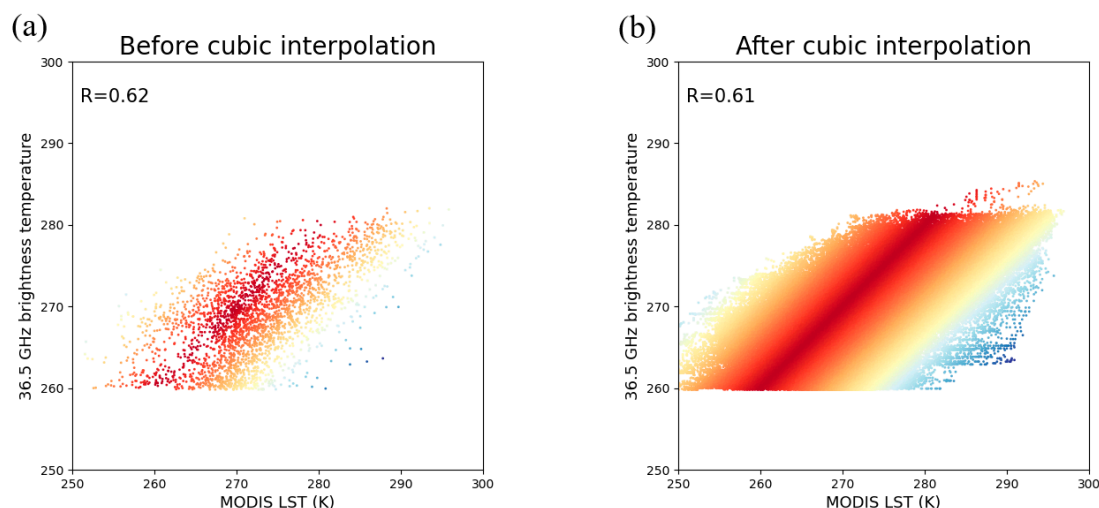 (a)
Before cubic interpolation
R=0.62
36.5 GHz brightness temperature
300
290
280
270
260
250
250 260 270 280 290 300
MODIS LST (K)
(b)
After cubic interpolation
R=0.61
36.5 GHz brightness temperature
300
290
280
270
260
250
250 260 270 280 290 300
MODIS LST (K)